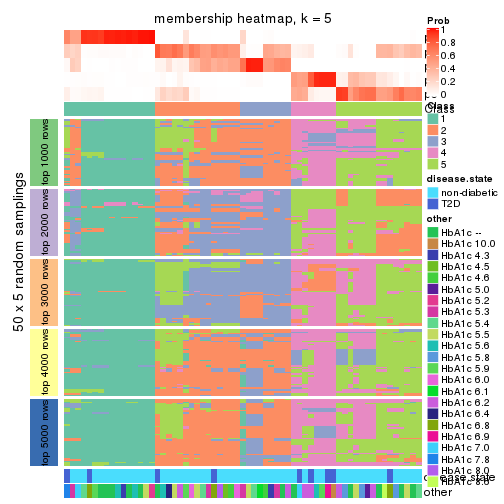 membership heatmap, k = 5
50 x 5 random samplings
top 1000 rows
top 2000 rows
top 3000 rows
top 4000 rows
top 5000 rows
Prob
1
0.8
0.6
0.4
0.2
0
Class
Class
1
2
3
4
5
disease.state
non-diabetic
T2D
other
HbA1c --
HbA1c 10.0
HbA1c 4.3
HbA1c 4.5
HbA1c 4.6
HbA1c 5.0
HbA1c 5.2
HbA1c 5.3
HbA1c 5.4
HbA1c 5.5
HbA1c 5.6
HbA1c 5.8
HbA1c 5.9
HbA1c 6.0
HbA1c 6.1
HbA1c 6.2
HbA1c 6.4
HbA1c 6.8
HbA1c 6.9
HbA1c 7.0
HbA1c 7.8
HbA1c 8.0
other